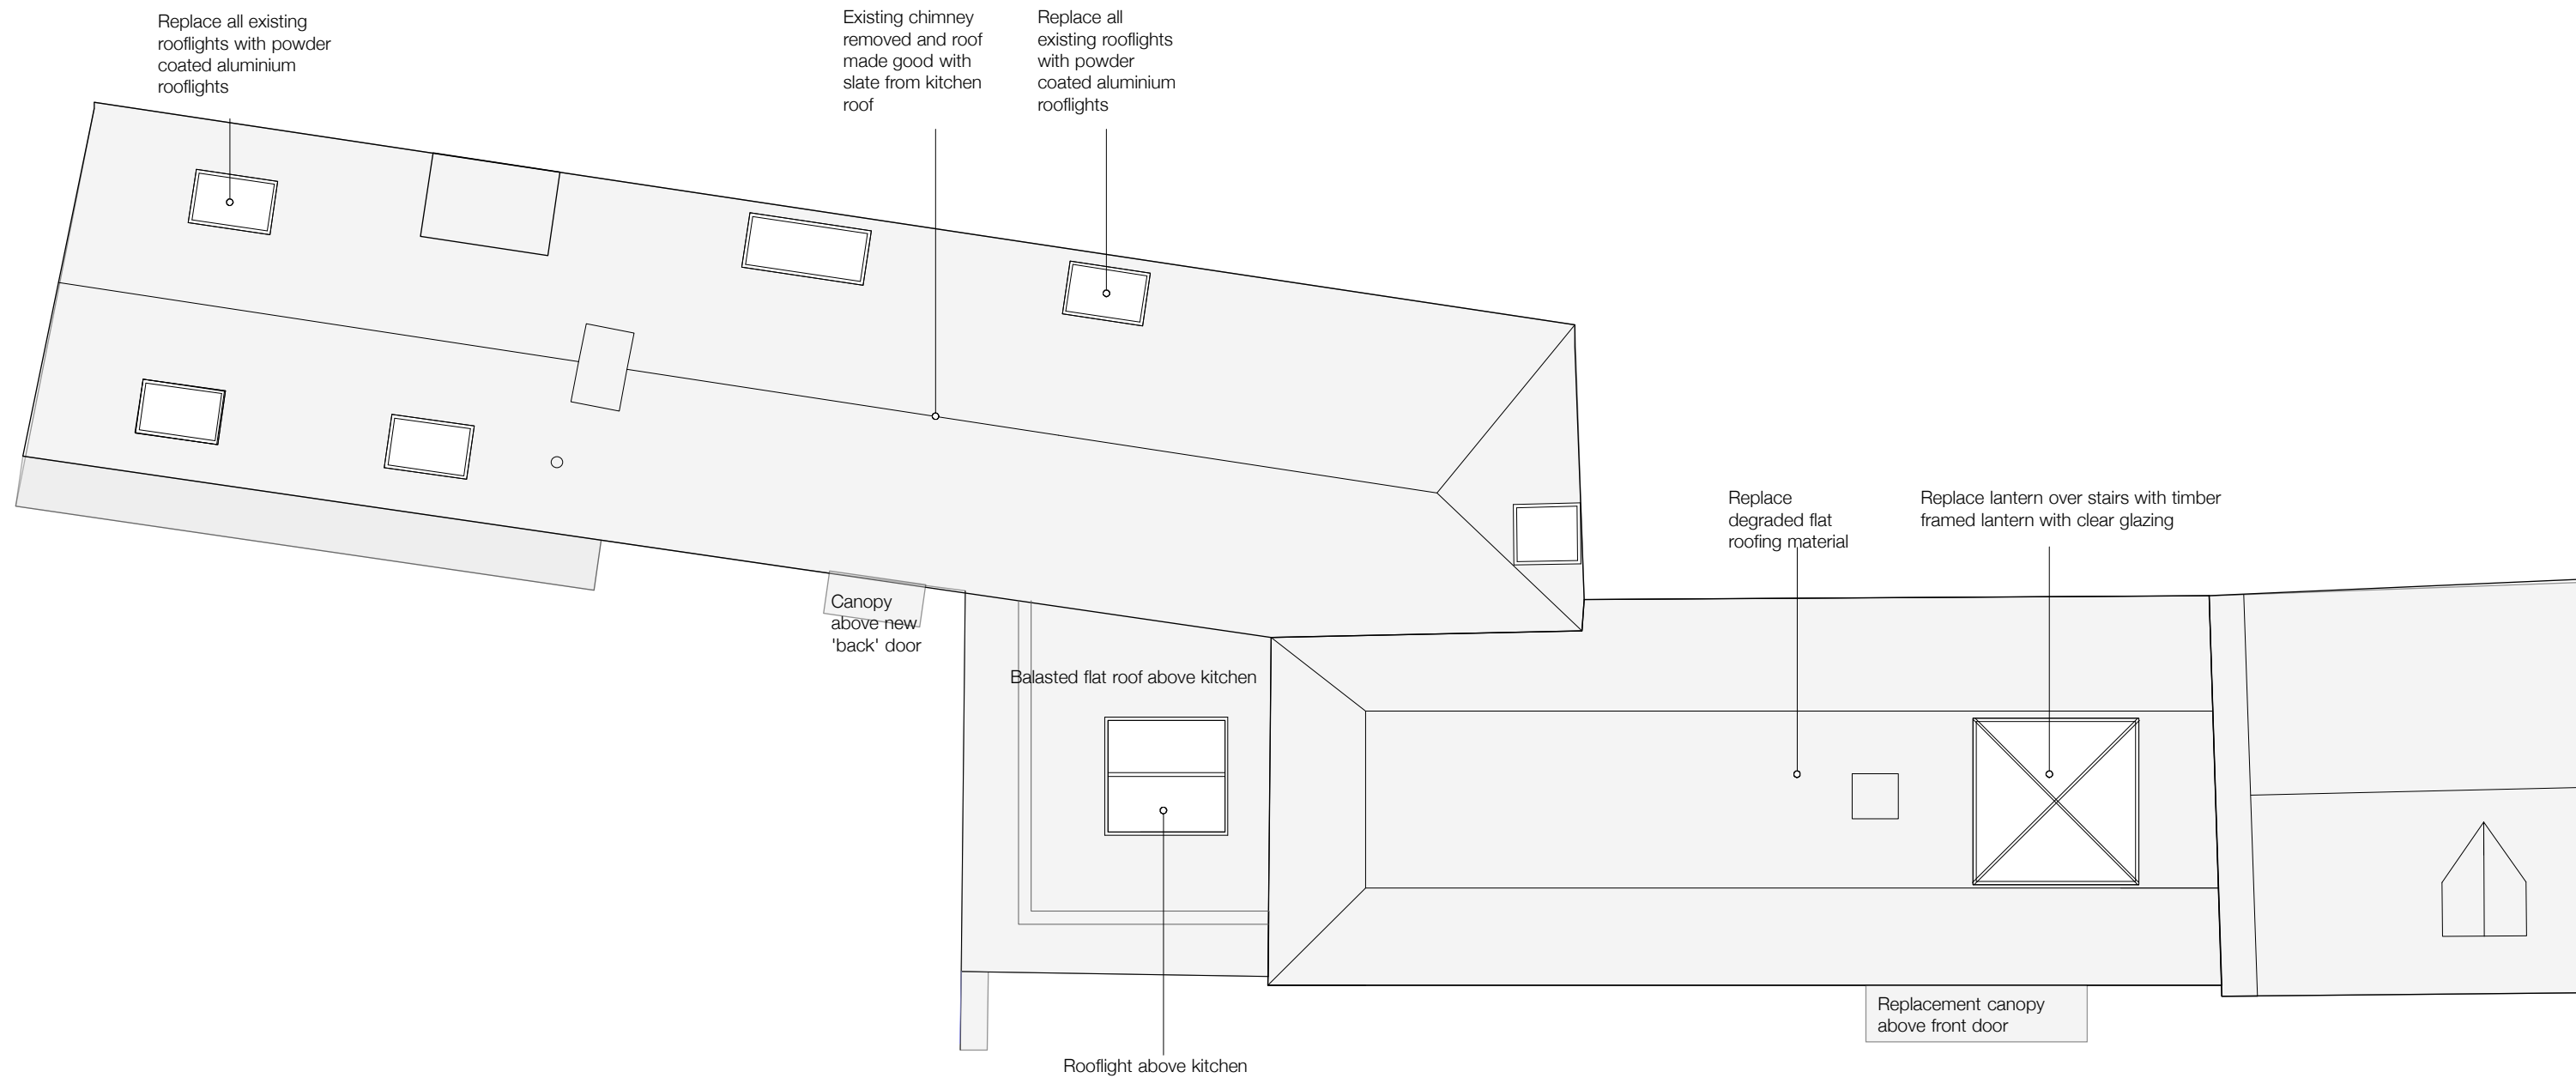 Replace all existing
rooflights with powder
coated aluminium
rooflights
Existing chimney
removed and roof
made good with
slate from kitchen
roof
Replace all
existing rooflights
with powder
coated aluminium
rooflights
Replace
degraded flat
roofing material
Replace lantern over stairs with timber
framed lantern with clear glazing
Canopy
above new
'back' door
Balasted flat roof above kitchen
Replacement canopy
above front door
Rooflight above kitchen